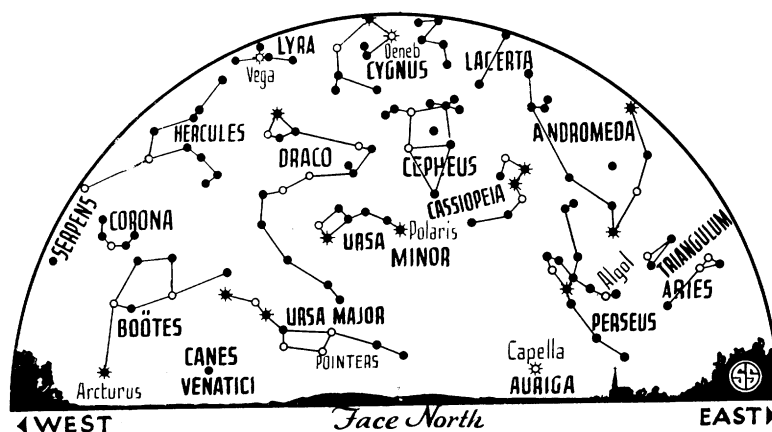 LYRA
Vega
Deneb
CYGNUS
LACERTA
HERCULES
DRACO
CEPHEUS
ANDROMEDA
CASSIOPEIA
SERPENS
CORONA
URSA
MINOR
Polaris
TRIANGULUM
ARIES
Algol
PERSEUS
BOÖTES
URSA MAJOR
POINTERS
CANES
VENATICI
Arcturus
Capella
AURIGA
SS
WEST
Face North
EAST